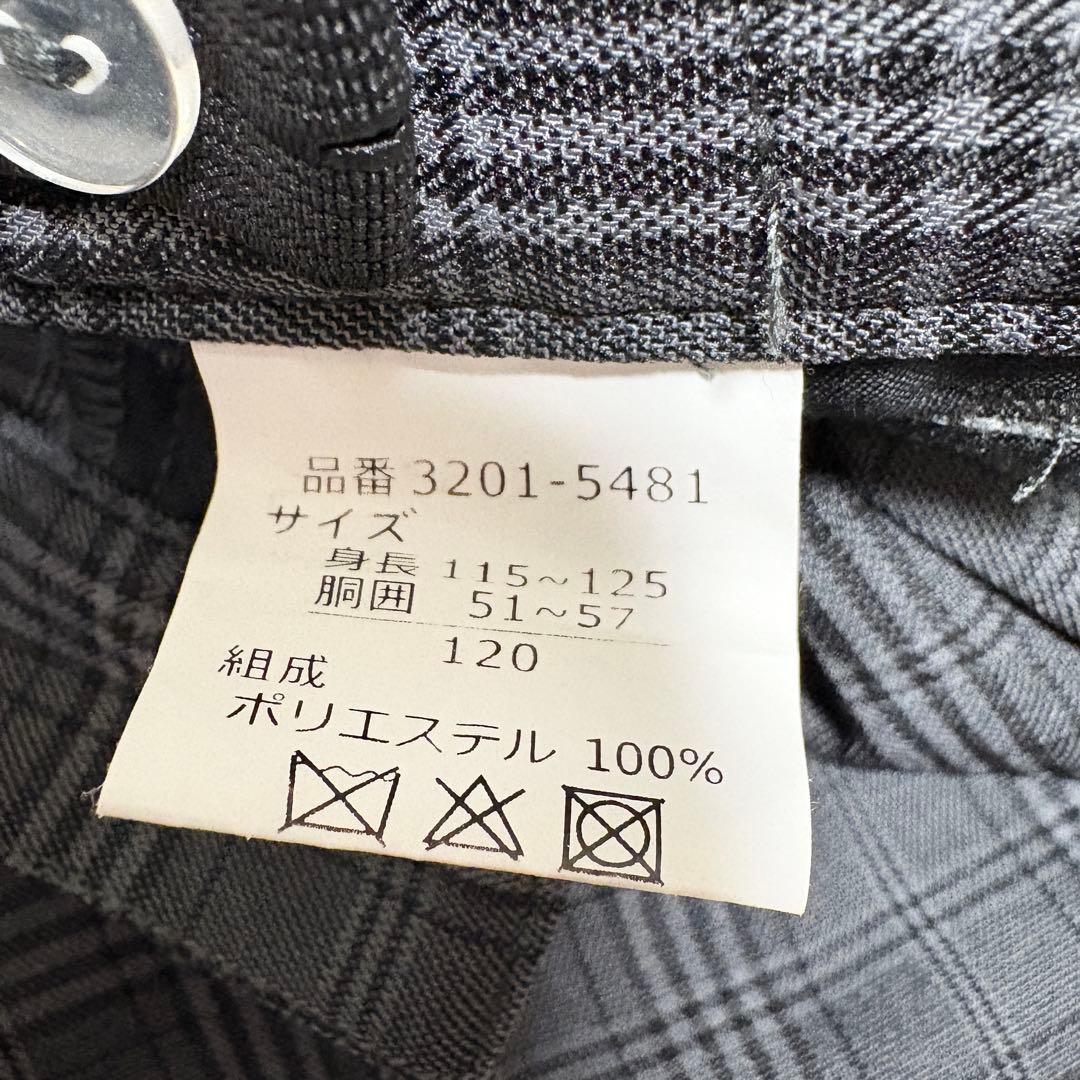 品番 3201-5481
サイズ
身長 115~125
胴囲 51~57
120
組成
ポリエステル 100%